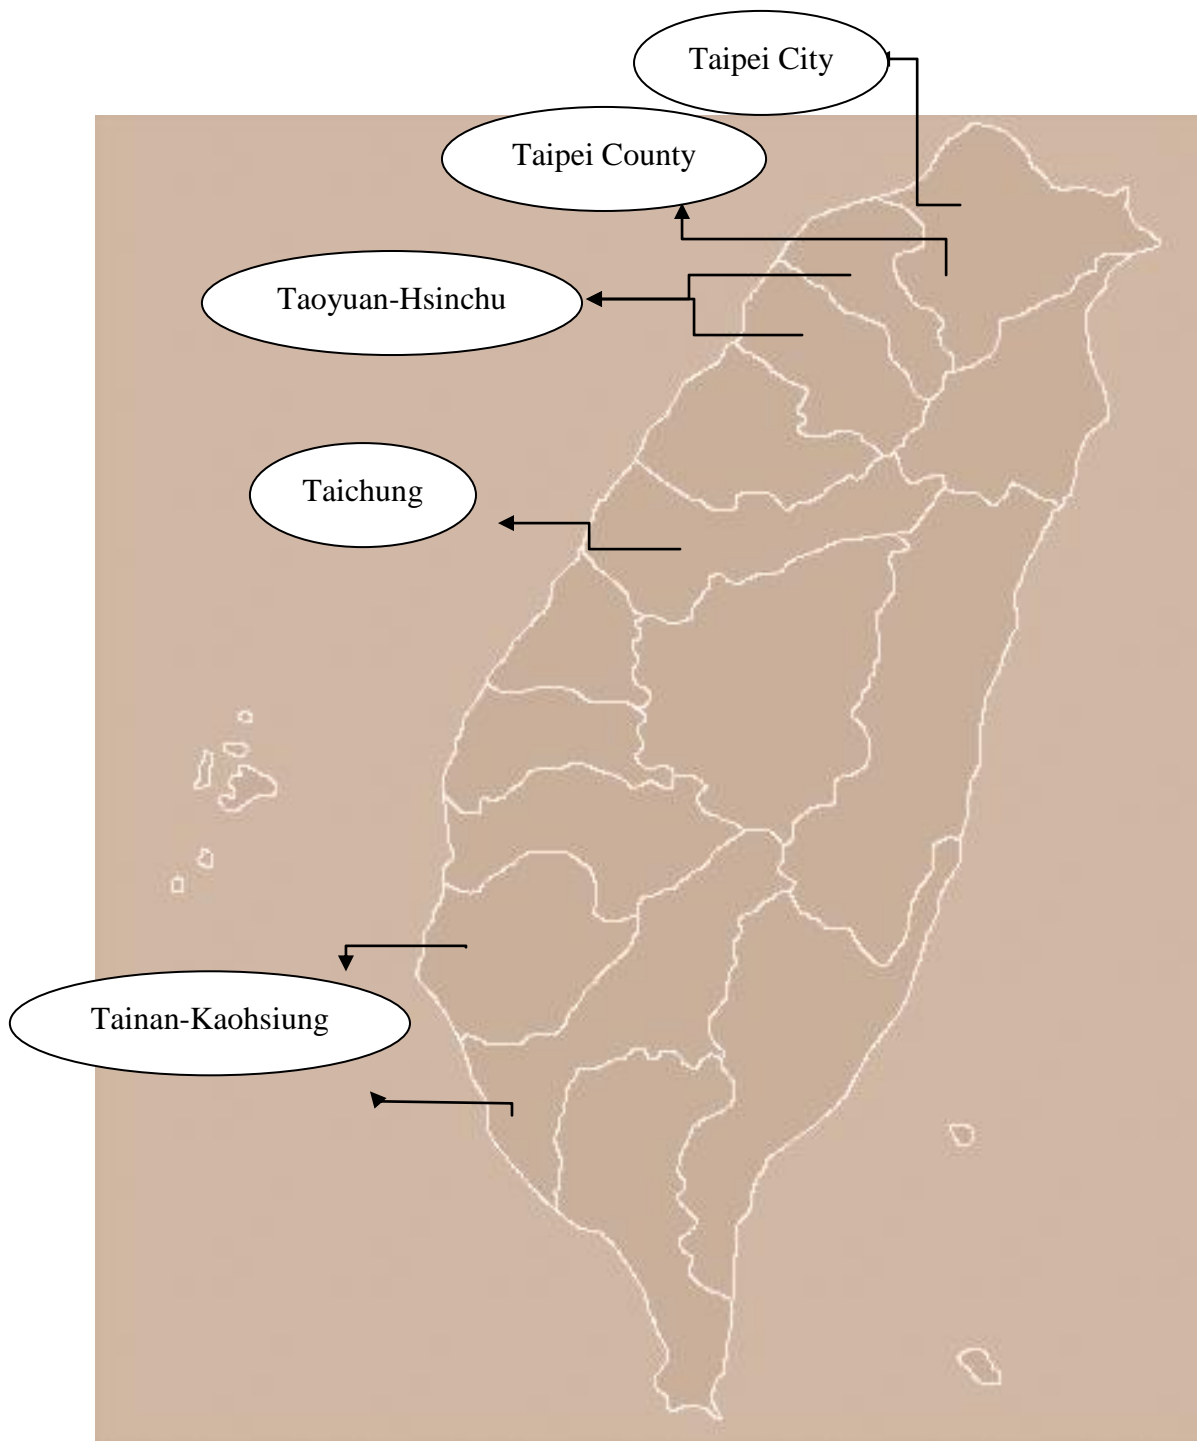 Taipei City
Taipei County
Taoyuan-Hsinchu
Taichung
Tainan-Kaohsiung